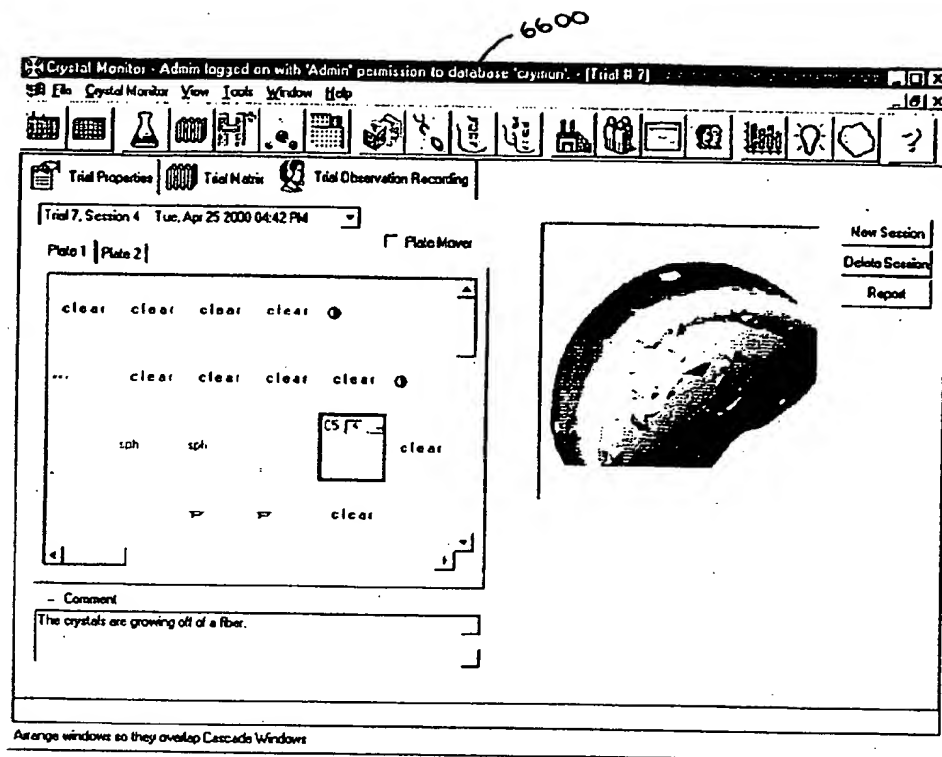 6600
Crystal Monitor - Admin logged on with 'Admin' permission to database 'crymon'. - [Trial # 7]
File Crystal Monitor View Tools Window Help
Trial Properties Trial Matrix Trial Observation Recording
Trial 7, Session 4 Tue, Apr 25 2000 04:42 PM
Plate Mover
New Session
Plate 1 Plate 2
Delete Session
Report
clear clear clear clear
clear clear clear clear
C5
sph sph clear
clear
Comment
The crystals are growing off of a fiber.
Arrange windows so they overlap Cascade Windows